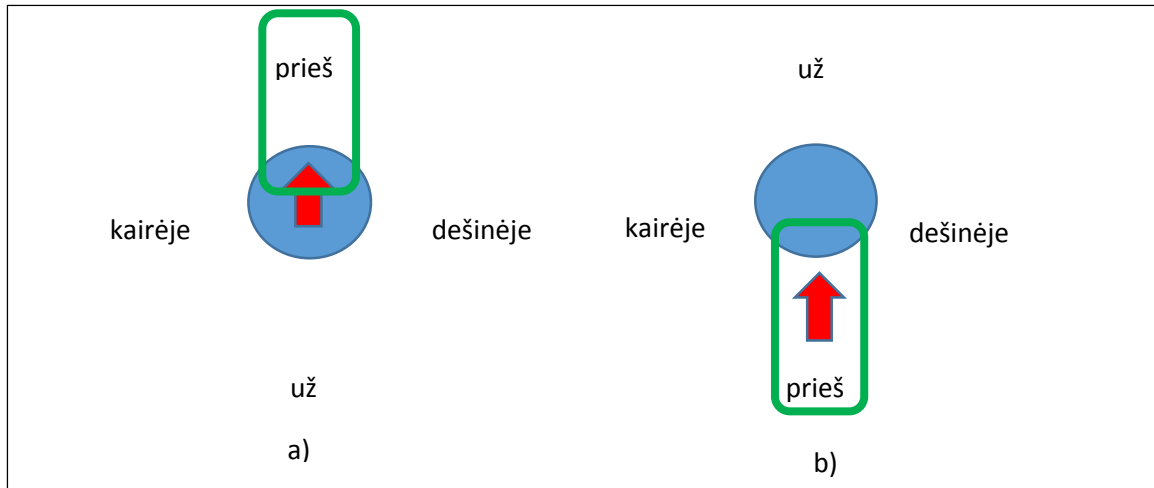 prieš
kairėje
dešinėje
už
a)
už
kairėje
dešinėje
prieš
b)